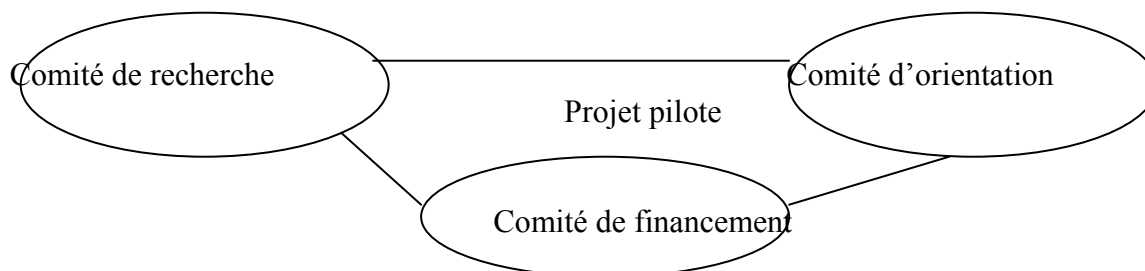 Comité de recherche
Comité d’orientation
Projet pilote
Comité de financement